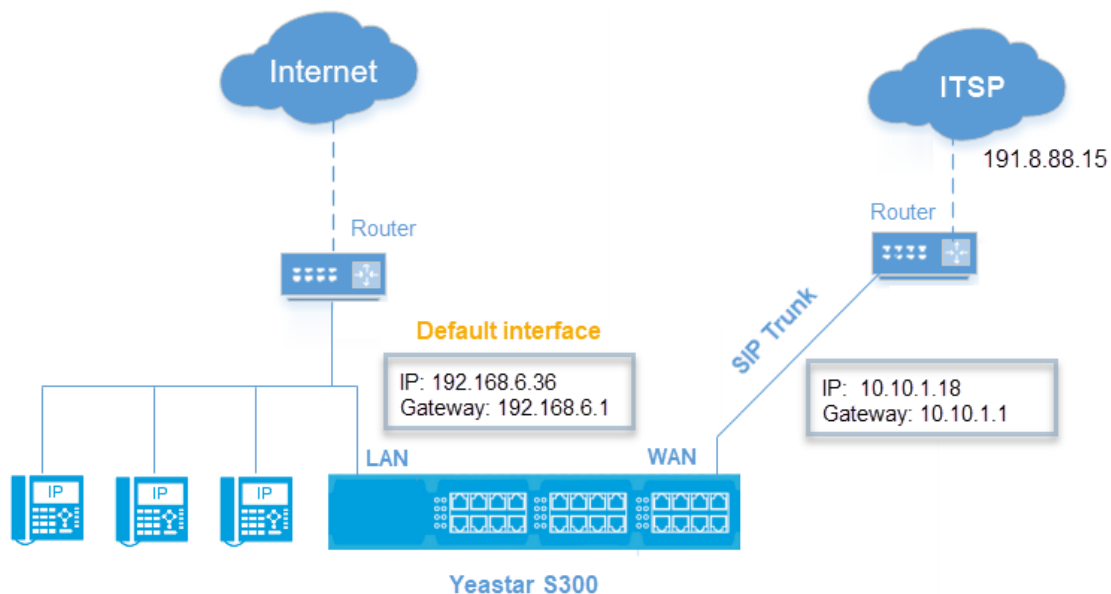 Internet
ITSP
191.8.88.15
Router
Router
Default interface
SIP Trunk
IP: 192.168.6.36
Gateway: 192.168.6.1
IP: 10.10.1.18
Gateway: 10.10.1.1
LAN
WAN
IP
IP
IP
Yeastar S300